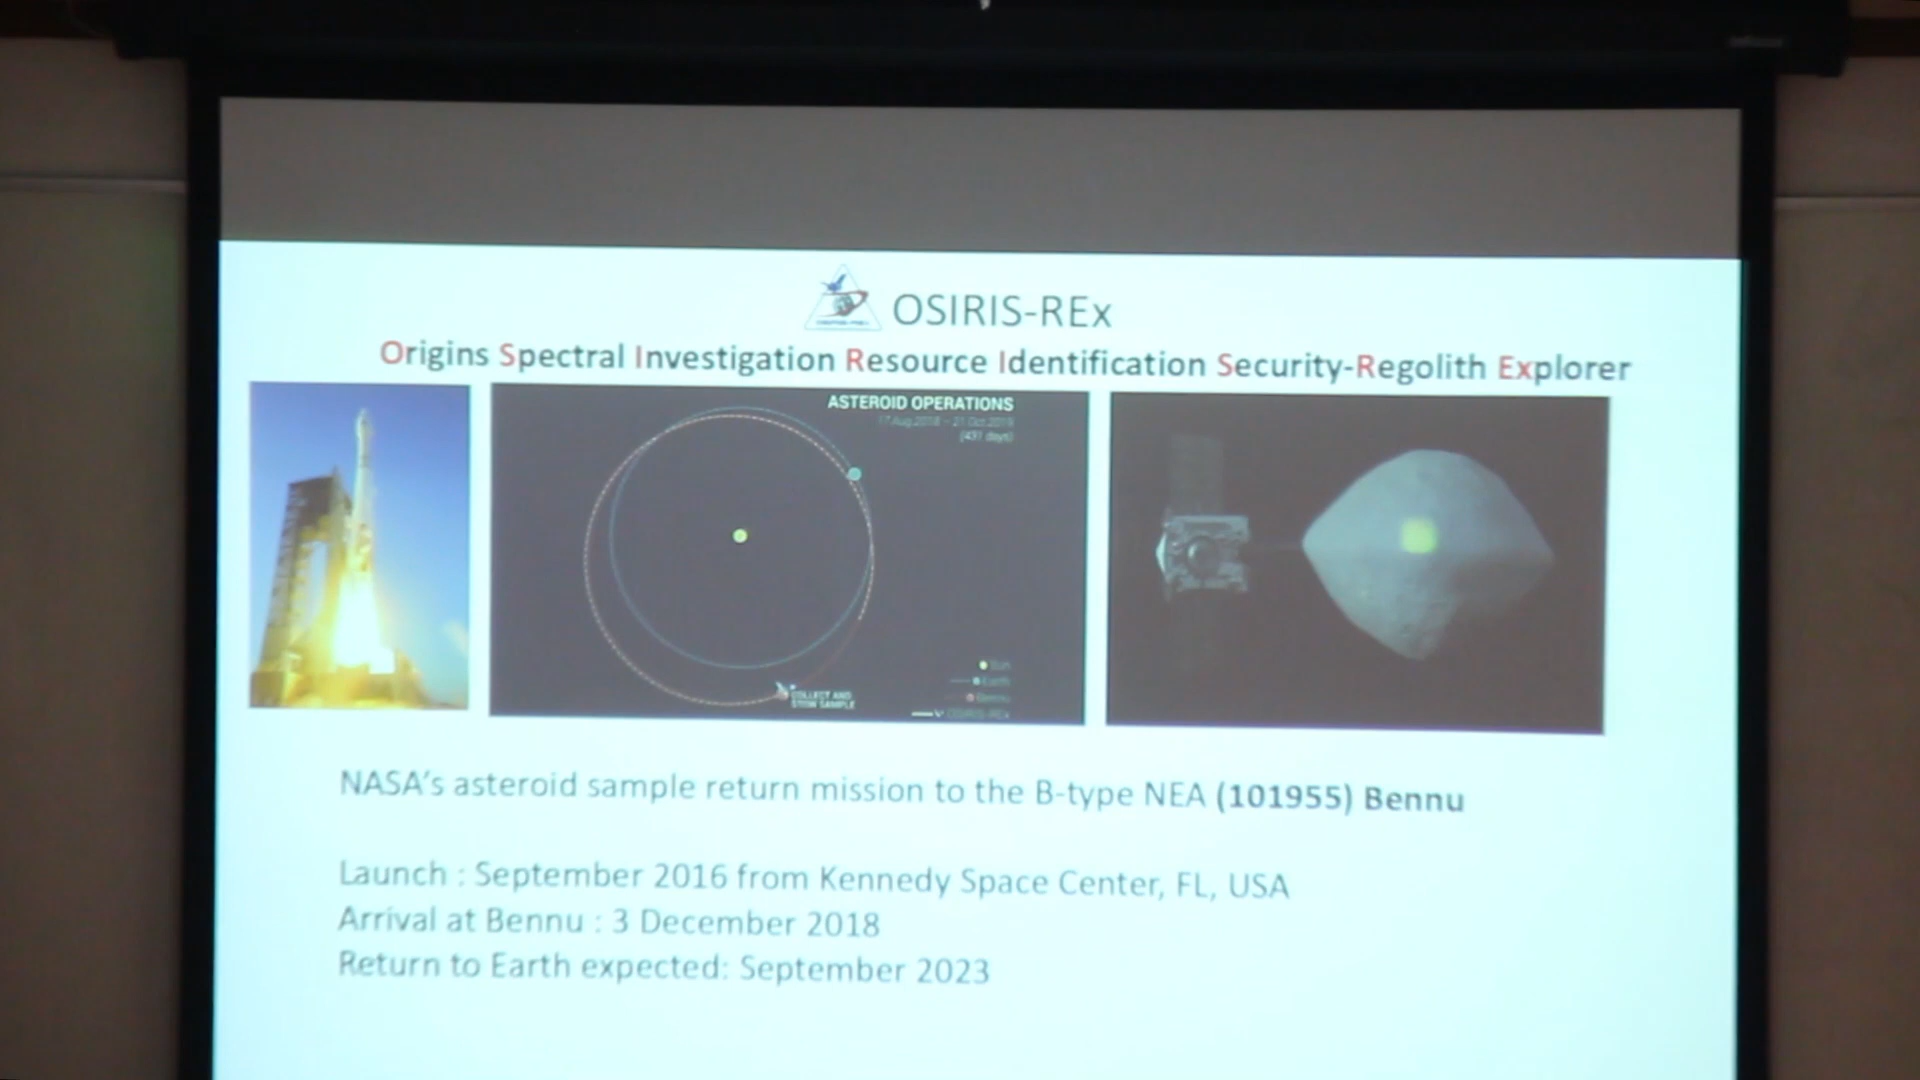 OSIRIS-REx
Origins Spectral Investigation Resource Identification Security-Regolith Explorer
ASTEROID OPERATIONS
17 Aug 2018 – 21 Oct 2019
(431 days)
COLLECT AND
STOW SAMPLE
Sun
Earth
Bennu
OSIRIS-REx
NASA's asteroid sample return mission to the B-type NEA (101955) Bennu
Launch : September 2016 from Kennedy Space Center, FL, USA
Arrival at Bennu : 3 December 2018
Return to Earth expected: September 2023